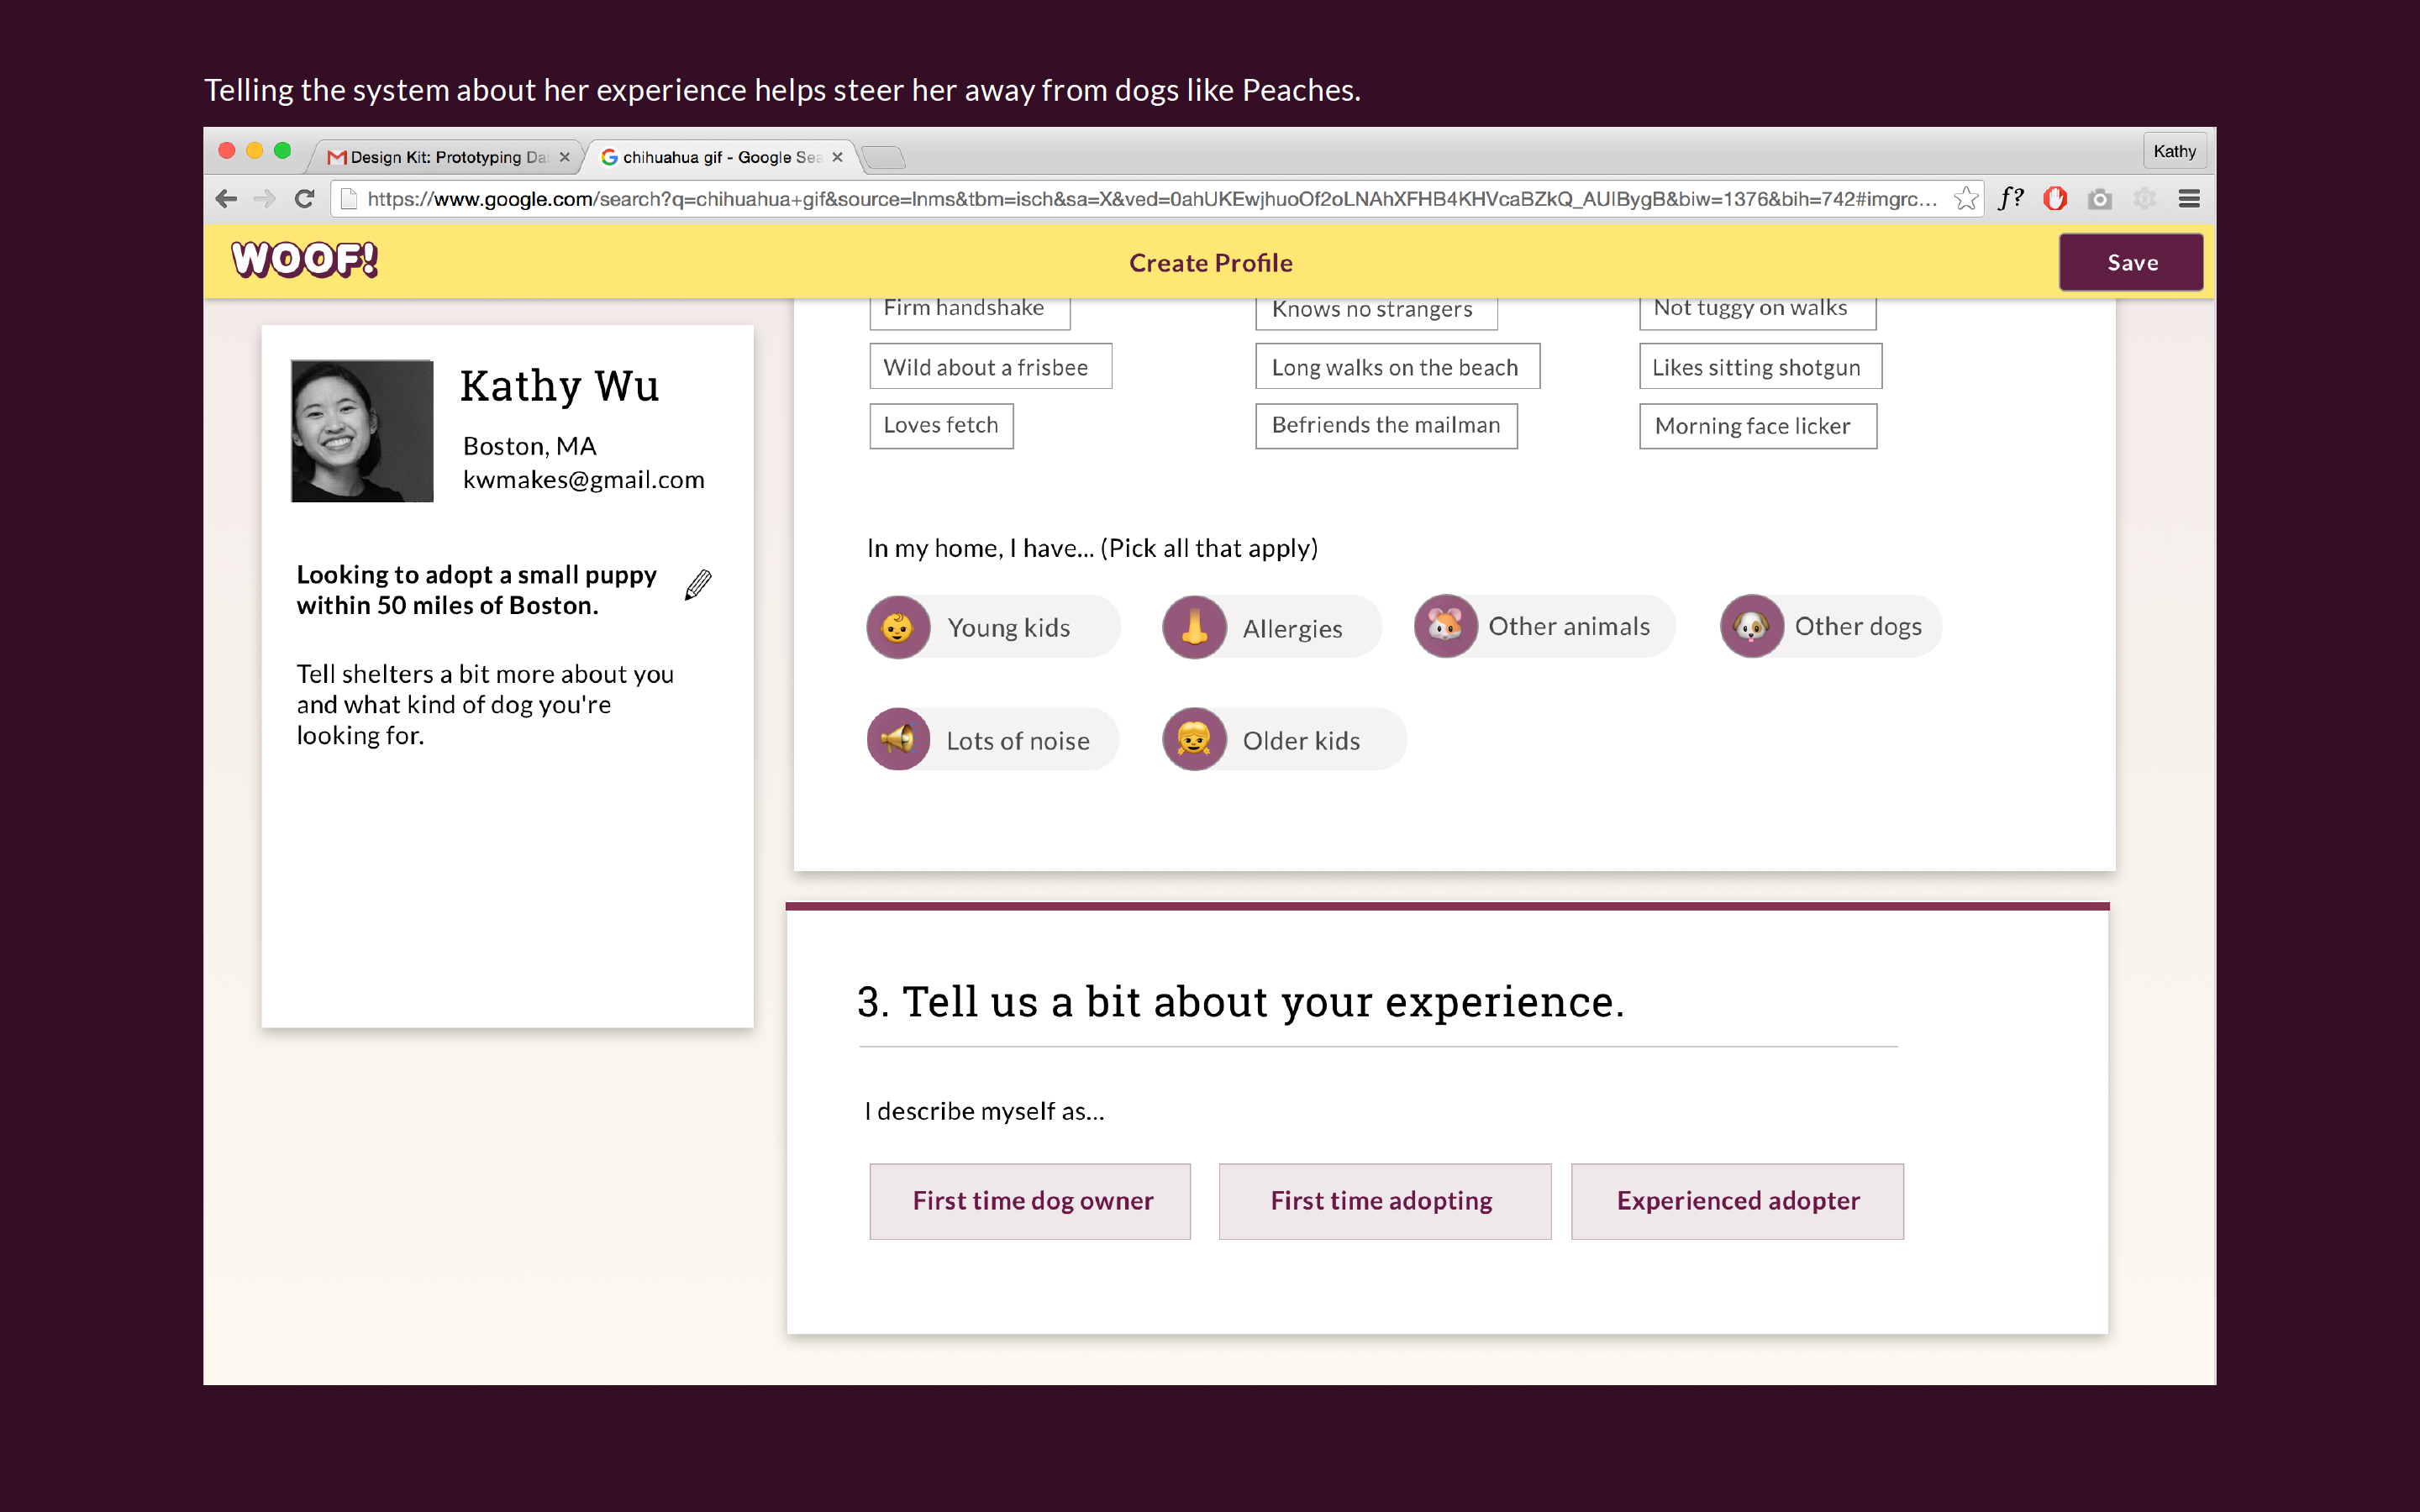 Telling the system about her experience helps steer her away from dogs like Peaches.
Design Kit: Prototyping Da
chihuahua gif - Google Sea
Kathy
https://www.google.com/search?q=chihuahua+gif&source=lnms&tbm=isch&sa=X&ved=0ahUKEwjhuoOf2oLNAhXFHB4KHVcaBZkQ_AUIBygB&biw=1376&bih=742#imgrc...
f?
WOOF!
Create Profile
Save
Kathy Wu
Boston, MA
kwmakes@gmail.com
Looking to adopt a small puppy
within 50 miles of Boston.
Tell shelters a bit more about you
and what kind of dog you're
looking for.
Firm handshake
Knows no strangers
Not tuggy on walks
Wild about a frisbee
Long walks on the beach
Likes sitting shotgun
Loves fetch
Befriends the mailman
Morning face licker
In my home, I have... (Pick all that apply)
Young kids
Allergies
Other animals
Other dogs
Lots of noise
Older kids
3. Tell us a bit about your experience.
I describe myself as...
First time dog owner
First time adopting
Experienced adopter